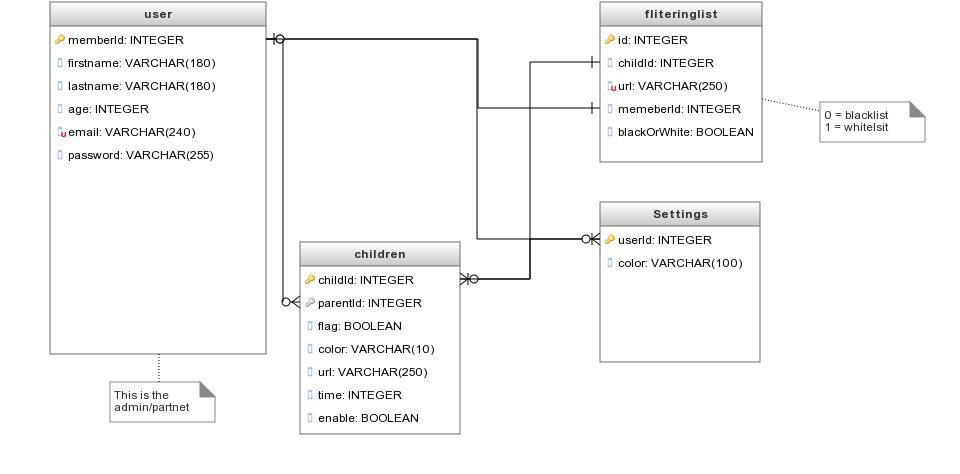 user
memberId: INTEGER
firstname: VARCHAR(180)
lastname: VARCHAR(180)
age: INTEGER
email: VARCHAR(240)
password: VARCHAR(255)
This is the
admin/partnet
children
childId: INTEGER
parentId: INTEGER
flag: BOOLEAN
color: VARCHAR(10)
url: VARCHAR(250)
time: INTEGER
enable: BOOLEAN
fliteringlist
id: INTEGER
childId: INTEGER
url: VARCHAR(250)
memeberId: INTEGER
blackOrWhite: BOOLEAN
0 = blacklist
1 = whitelsit
Settings
userId: INTEGER
color: VARCHAR(100)